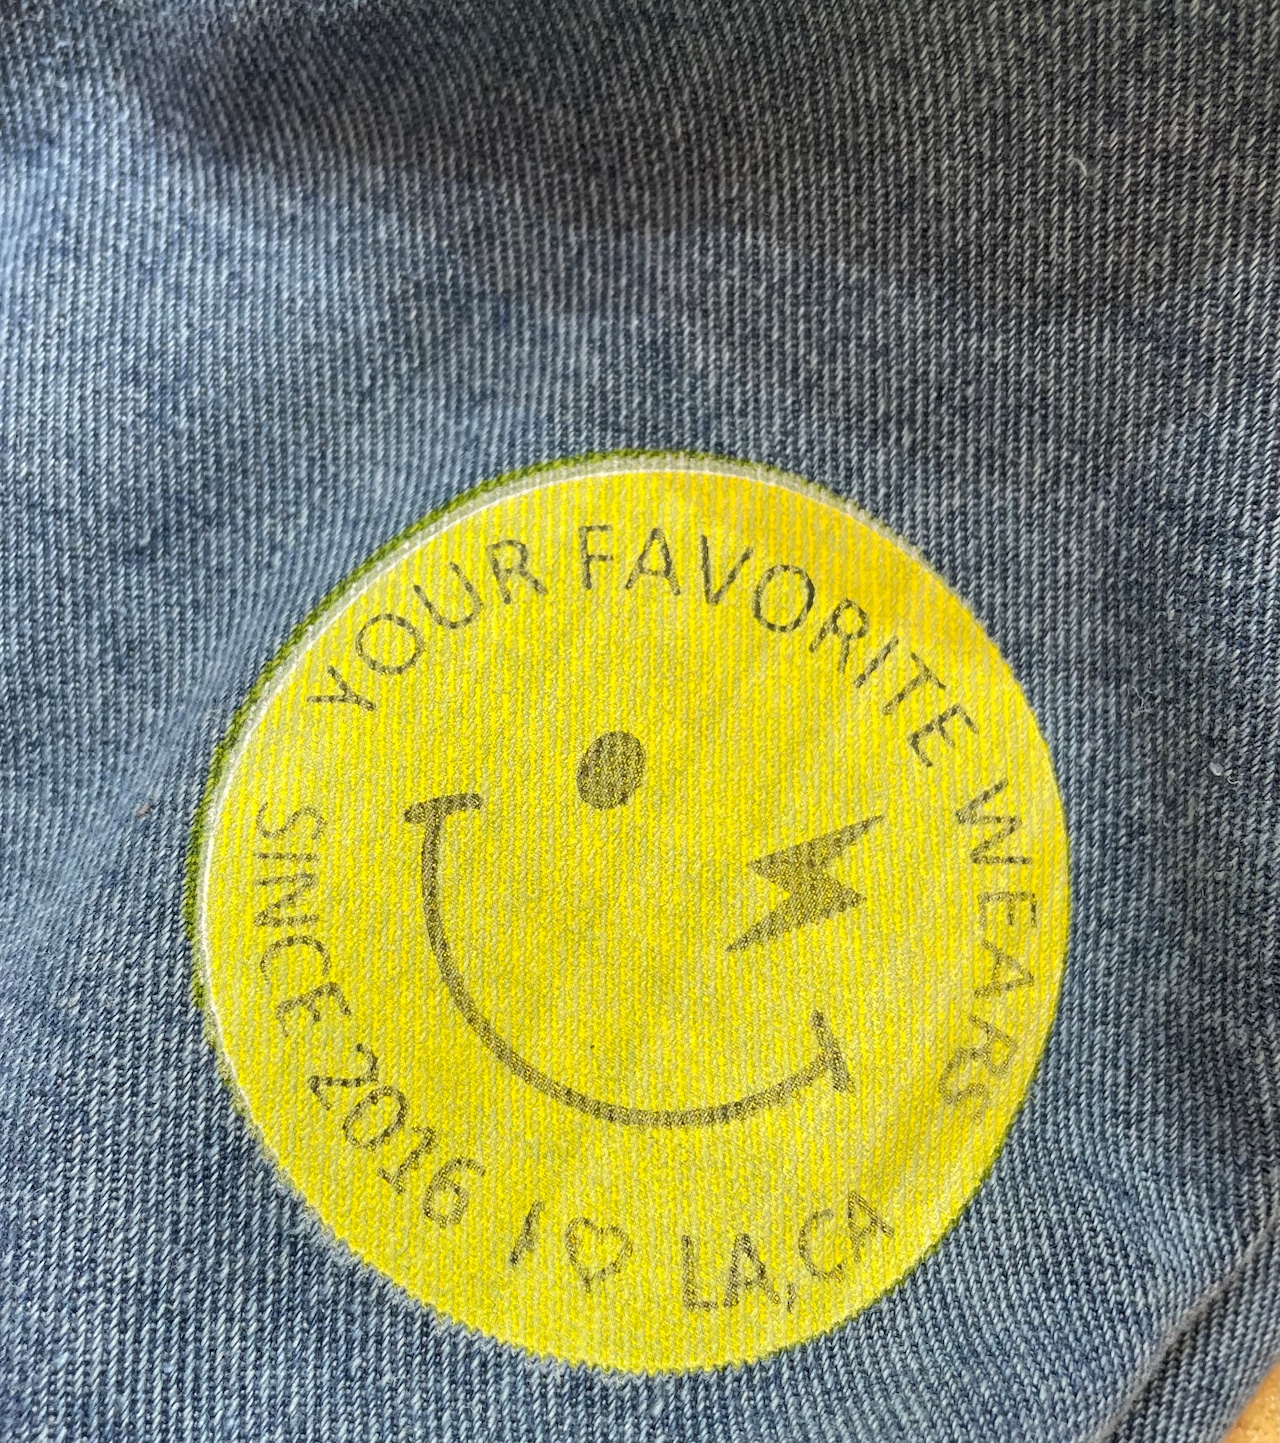 YOUR FAVORITE WEARS
SINCE 2016 I ♡ LA, CA